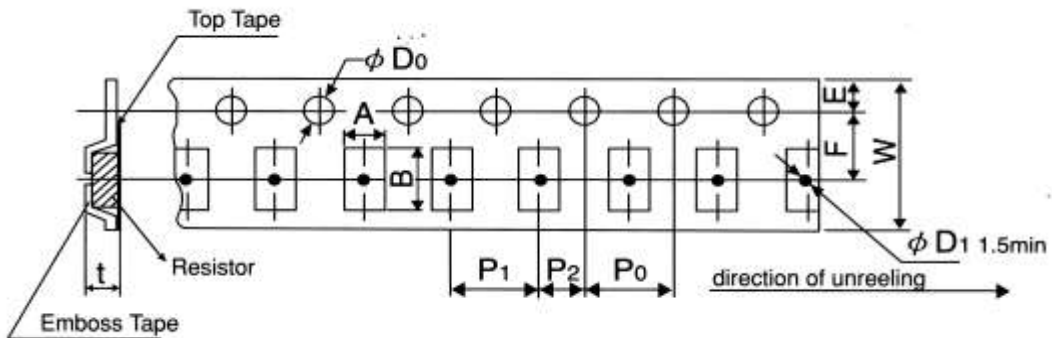 Top Tape
φ D0
E
A
F
W
B
φ D1 1.5min
P1
P2
P0
Resistor
t
direction of unreeling
Emboss Tape